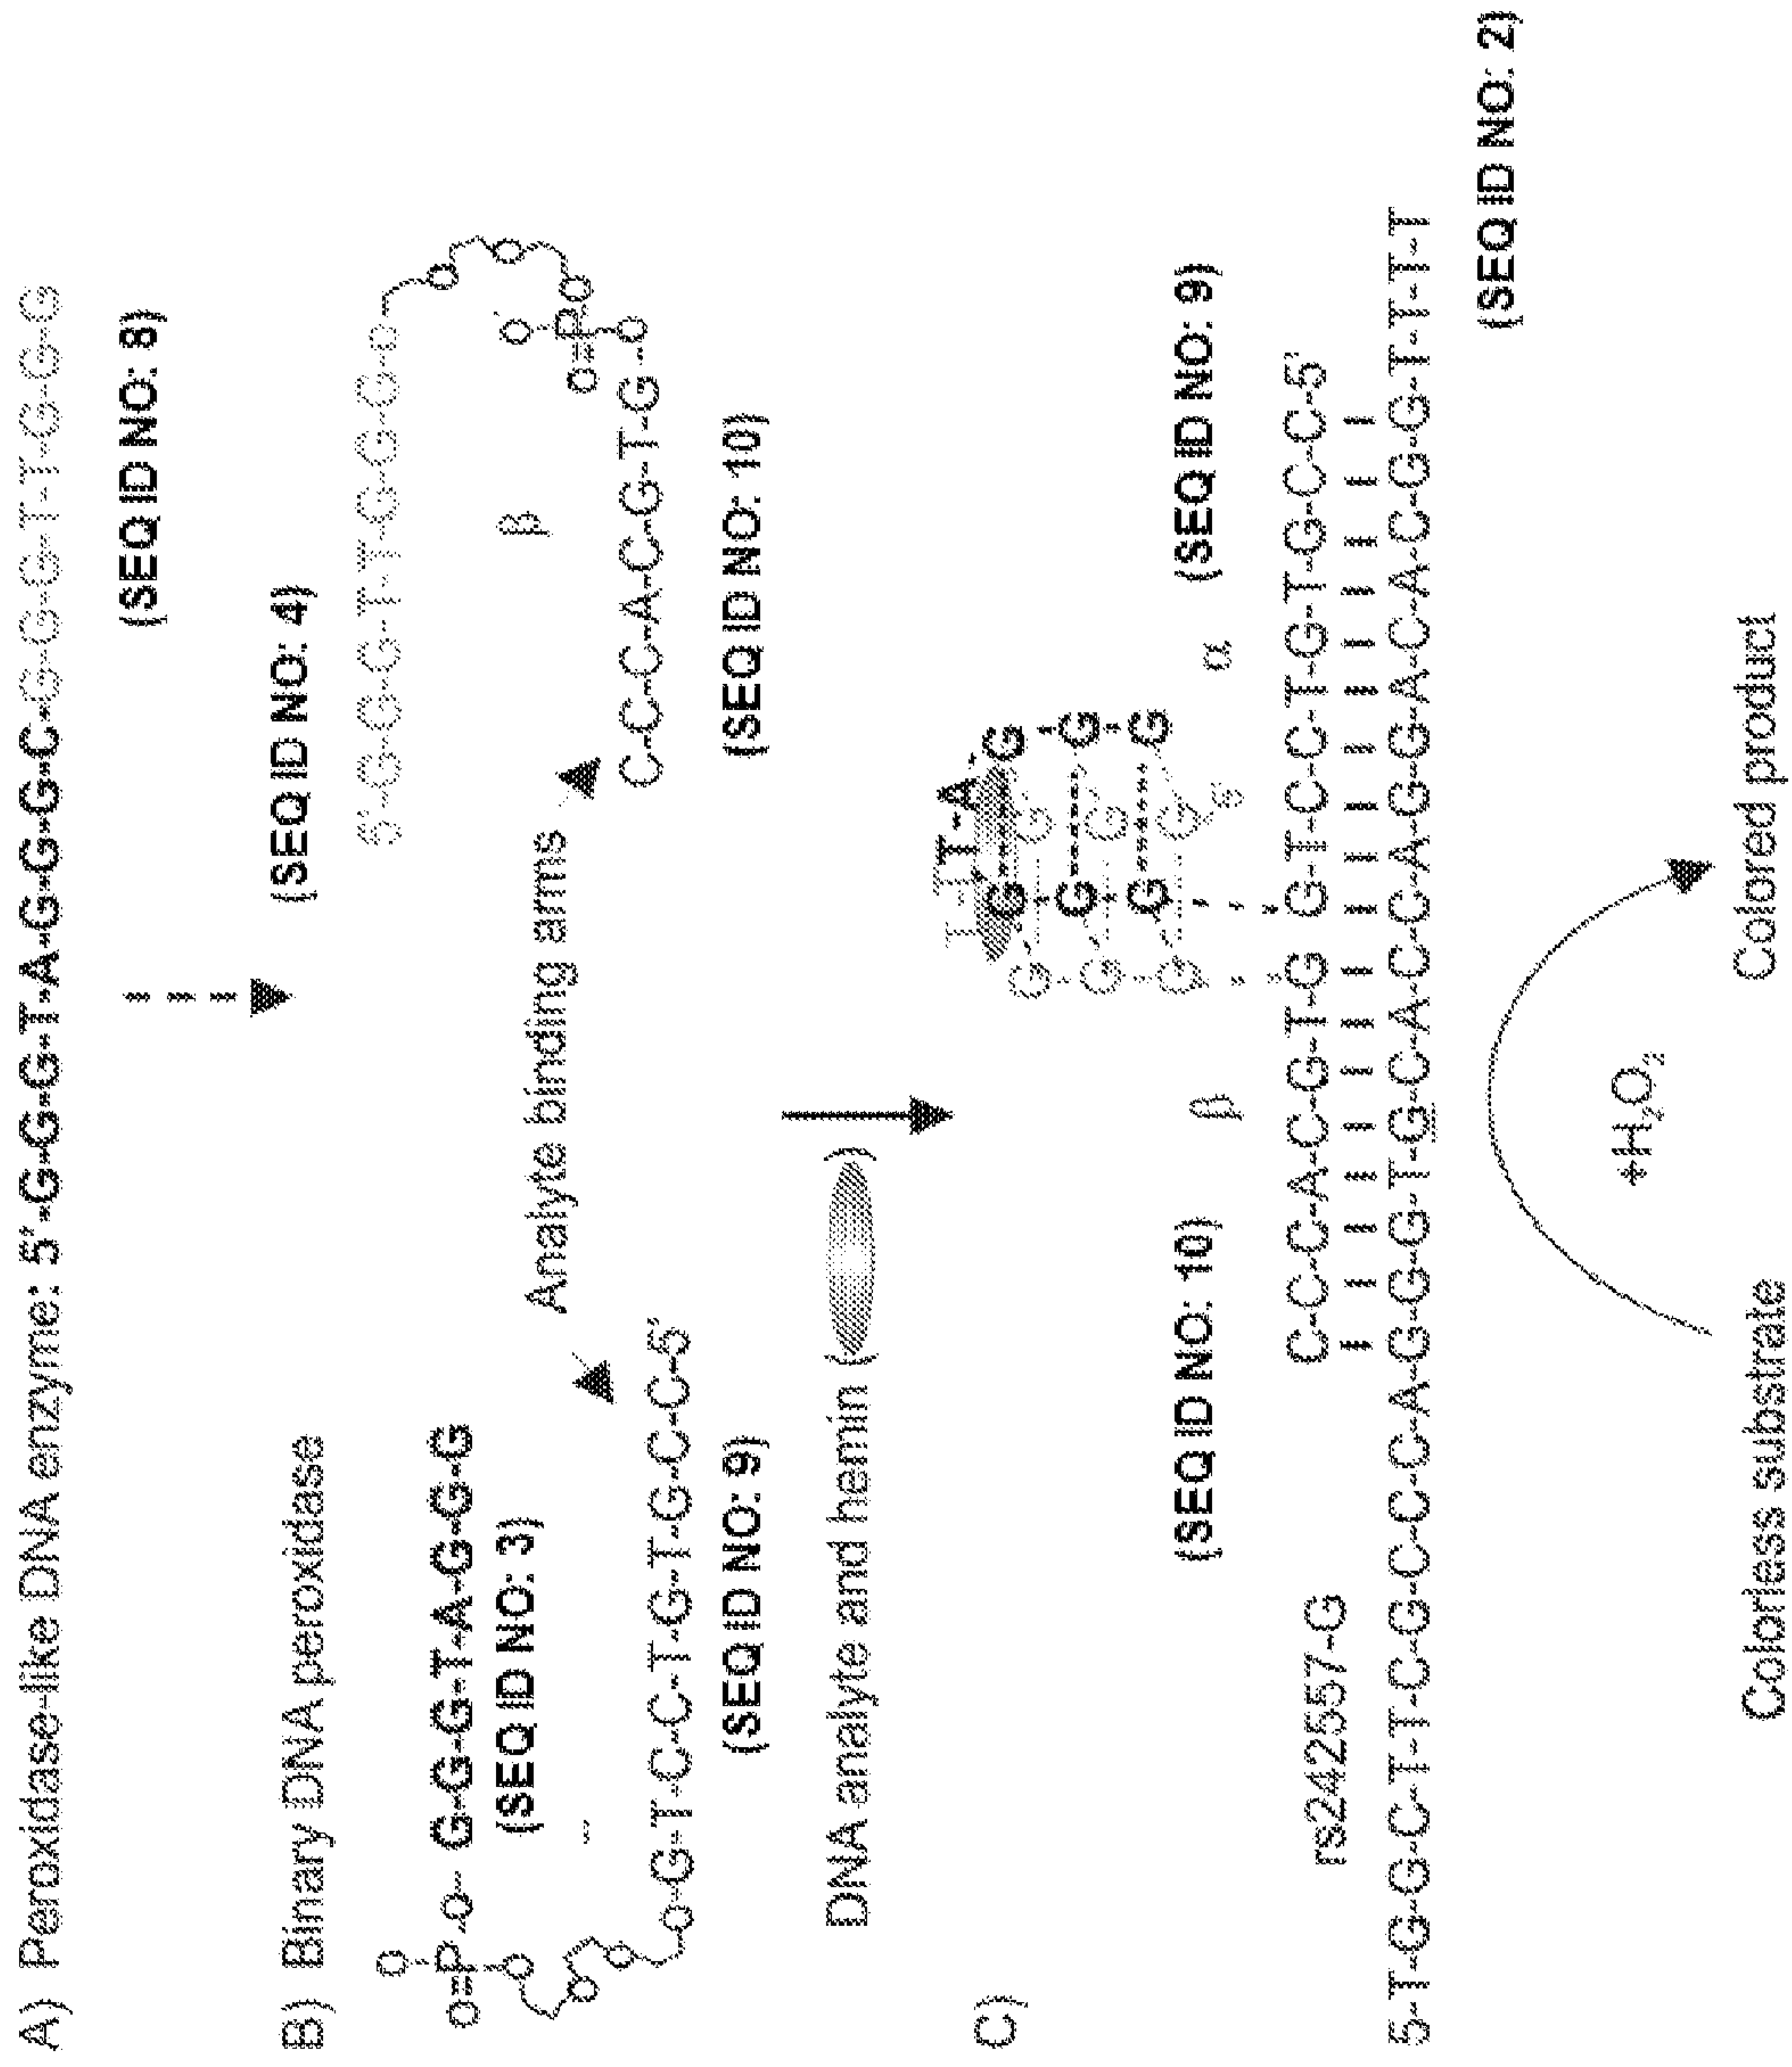 A) Peroxidase-like DNA enzyme: 5'-G-G-G-T-A-G-G-G-C-G-G-G-T-T-G-G-G
(SEQ ID NO: 8)
B) Binary DNA peroxidase
(SEQ ID NO: 4)
5'-G-G-G-T-T-G-G-G-o
O
O=P-O- G-G-G-T-A-G-G-G
(SEQ ID NO: 3)
Analyte binding arms
β
O
O=P-O
O
O-G-T-C-C-T-G-T-G-C-C-5'
C-C-C-A-C-G-T-G-O
(SEQ ID NO: 9)
(SEQ ID NO: 10)
DNA analyte and hemin ( )
C)
T-T-T-A
G G G G
G G G G
G G G G
5'
(SEQ ID NO: 10)
β
α
(SEQ ID NO: 9)
rs242557-G
C-C-C-A-C-G-T-G G-T-C-C-T-G-T-G-C-C-5'
5-T-G-G-C-T-T-C-G-C-C-C-A-G-G-G-T-G-C-A-C-C-A-G-G-A-C-A-C-G-G-T-T-T
(SEQ ID NO: 2)
+H₂O₂
Colorless substrate
Colored product